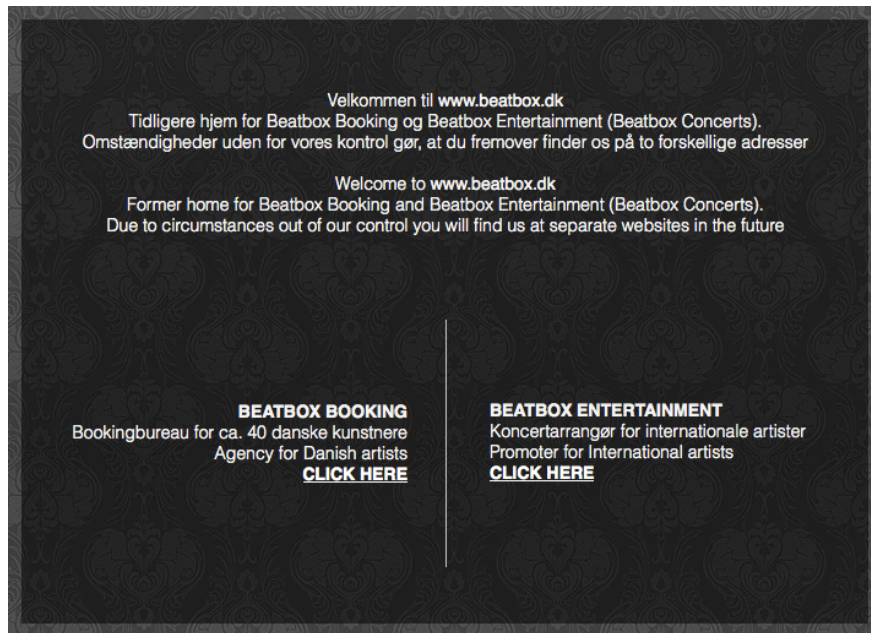 Velkommen til www.beatbox.dk
Tidligere hjem for Beatbox Booking og Beatbox Entertainment (Beatbox Concerts).
Omstændigheder uden for vores kontrol gør, at du fremover finder os på to forskellige adresser
Welcome to www.beatbox.dk
Former home for Beatbox Booking and Beatbox Entertainment (Beatbox Concerts).
Due to circumstances out of our control you will find us at separate websites in the future
BEATBOX BOOKING
Bookingbureau for ca. 40 danske kunstnere
Agency for Danish artists
CLICK HERE
BEATBOX ENTERTAINMENT
Koncertarrangør for internationale artister
Promoter for International artists
CLICK HERE